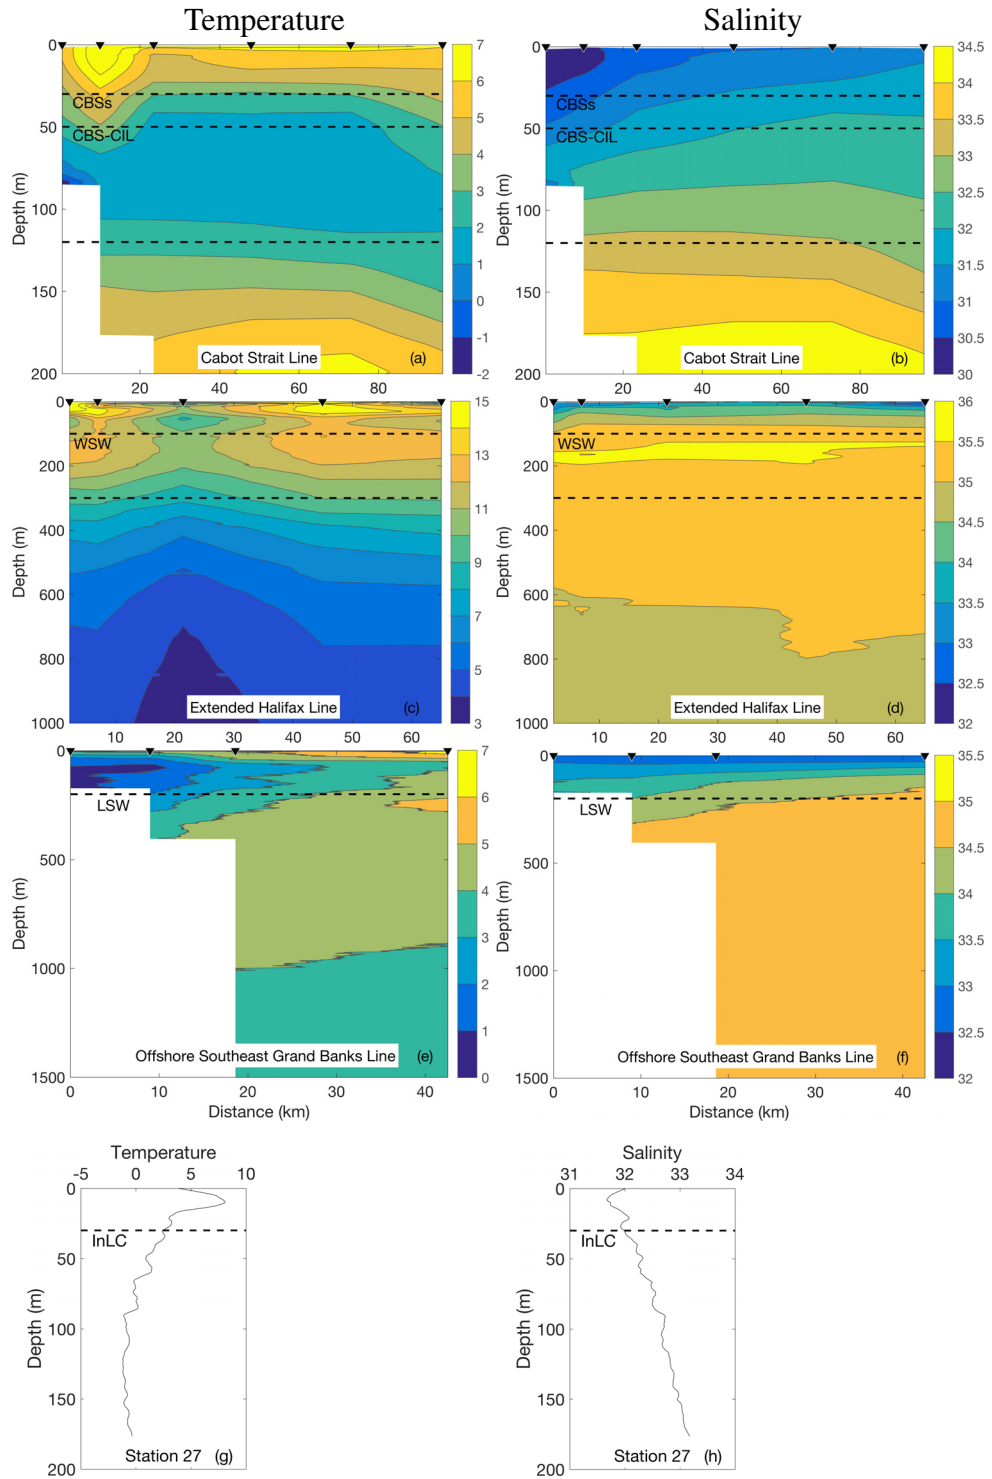 Temperature Salinity
0 7 0 34.5
6 34
CBSs CBSs
5 33.5
50 CBS-CIL 50 CBS-CIL
4 33
3 32.5
Depth (m) 100 Depth (m) 100
2 32
1 31.5
150 0 150 31
-1 30.5
Cabot Strait Line (a) Cabot Strait Line (b)
200 -2 200 30
20 40 60 80 20 40 60 80
0 15 0 36
WSW 13 WSW 35.5
200 200 35
11 34.5
Depth (m) 400 Depth (m) 400
9 34
600 600 33.5
7 33
800 5 800
32.5
Extended Halifax Line (c) Extended Halifax Line (d)
1000 3 1000 32
10 20 30 40 50 60 10 20 30 40 50 60
0 7 0 35.5
6 35
LSW LSW
5 34.5
500 500
4 34
Depth (m) Depth (m)
3 33.5
1000 1000
2 33
1 32.5
Offshore Southeast Grand Banks Line (e) Offshore Southeast Grand Banks Line (f)
1500 0 1500 32
0 10 20 30 40 0 10 20 30 40
Distance (km) Distance (km)
Temperature Salinity
-5 0 5 10 31 32 33 34
0 0
InLC InLC
50 50
Depth (m) 100 Depth (m) 100
150 150
Station 27 (g) Station 27 (h)
200 200